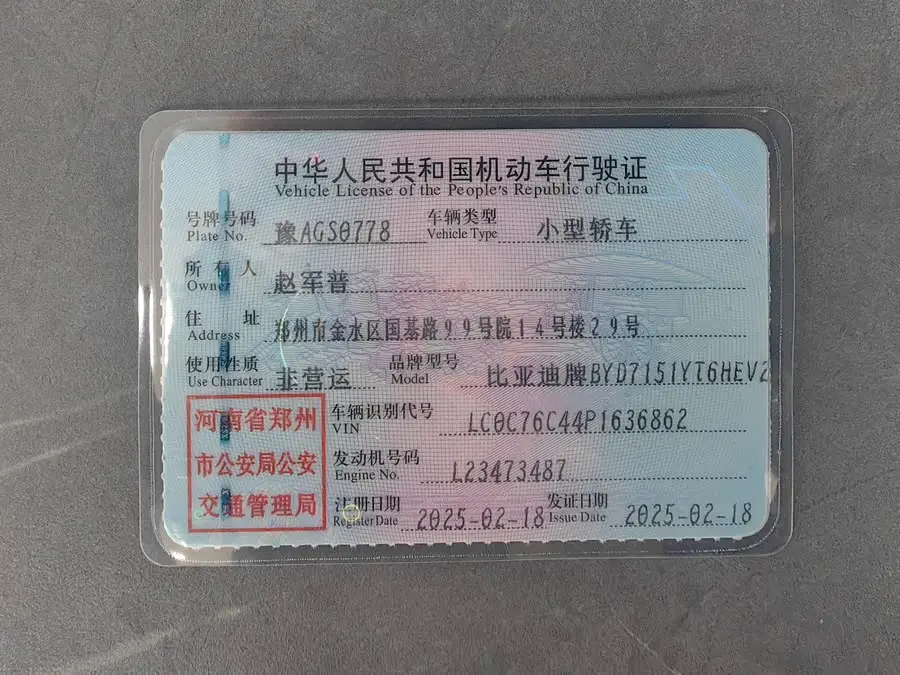 中华人民共和国机动车行驶证
Vehicle License of the People's Republic of China
号牌号码 豫AGS0778 车辆类型 小型轿车
Plate No. Vehicle Type
所有人 赵军普
Owner
住址 郑州市金水区国基路99号院14号楼29号
Address
使用性质 非营运 品牌型号 比亚迪牌BYD7151YT6HEV2
Use Character Model
河南省郑州
市公安局公安
交通管理局
车辆识别代号 LC0C76C44P1636862
VIN
发动机号码 L23473487
Engine No.
注册日期 2025-02-18 发证日期 2025-02-18
Register Date Issue Date